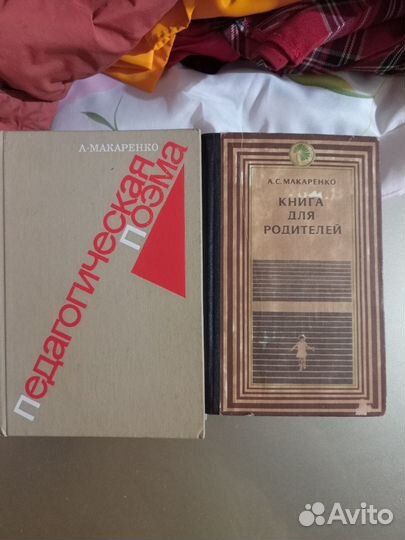 А·МАКАРЕНКО
Педагогическая
поэма
А.С.МАКАРЕНКО
КНИГА
ДЛЯ
РОДИТЕЛЕЙ
Avito